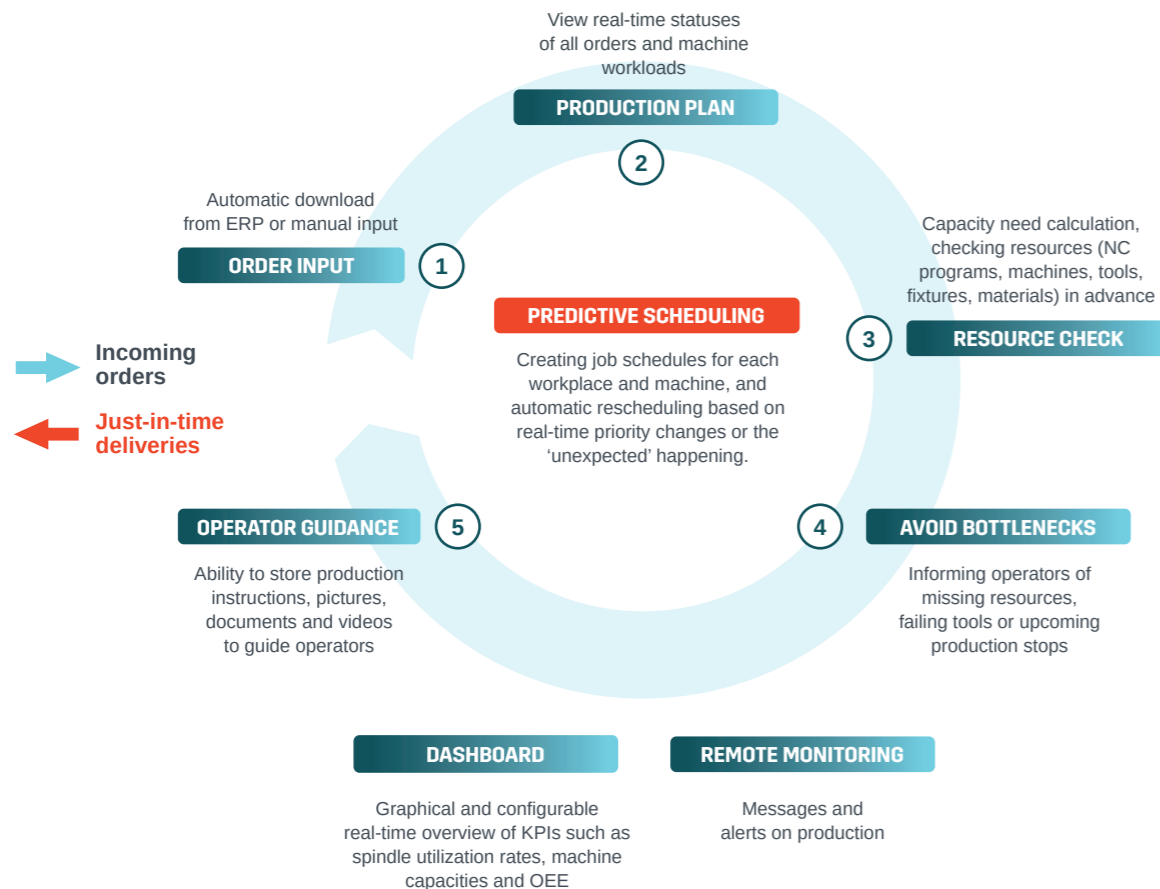 View real-time statuses
of all orders and machine
workloads
PRODUCTION PLAN
2
Automatic download
from ERP or manual input
ORDER INPUT
1
Capacity need calculation,
checking resources (NC
programs, machines, tools,
fixtures, materials) in advance
3
RESOURCE CHECK
PREDICTIVE SCHEDULING
Creating job schedules for each
workplace and machine, and
automatic rescheduling based on
real-time priority changes or the
‘unexpected’ happening.
Incoming
orders
Just-in-time
deliveries
OPERATOR GUIDANCE
5
Ability to store production
instructions, pictures,
documents and videos
to guide operators
4
AVOID BOTTLENECKS
Informing operators of
missing resources,
failing tools or upcoming
production stops
DASHBOARD
Graphical and configurable
real-time overview of KPIs such as
spindle utilization rates, machine
capacities and OEE
REMOTE MONITORING
Messages and
alerts on production